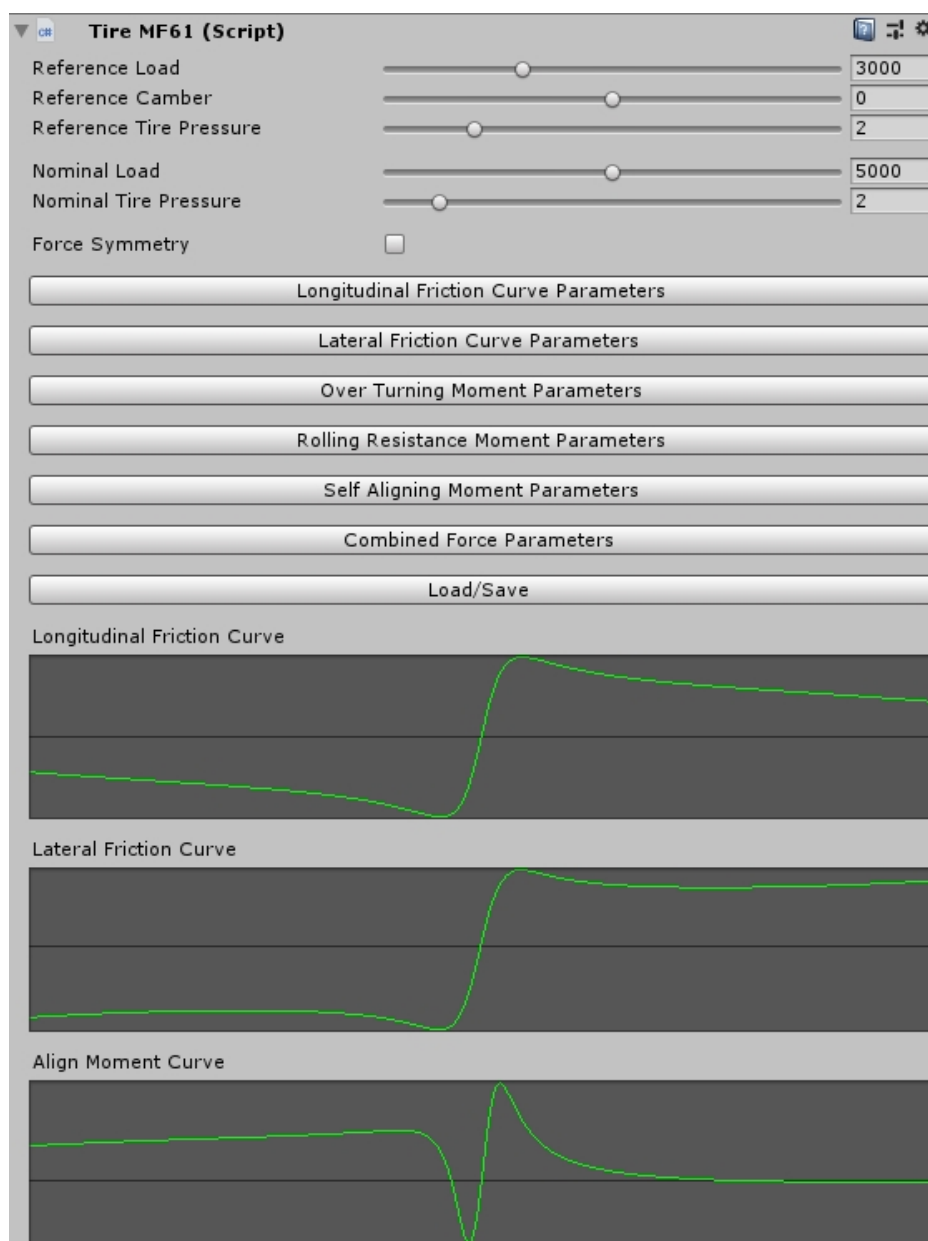 C# Tire MF61 (Script)
Reference Load 3000
Reference Camber 0
Reference Tire Pressure 2
Nominal Load 5000
Nominal Tire Pressure 2
Force Symmetry
Longitudinal Friction Curve Parameters
Lateral Friction Curve Parameters
Over Turning Moment Parameters
Rolling Resistance Moment Parameters
Self Aligning Moment Parameters
Combined Force Parameters
Load/Save
Longitudinal Friction Curve
Lateral Friction Curve
Align Moment Curve